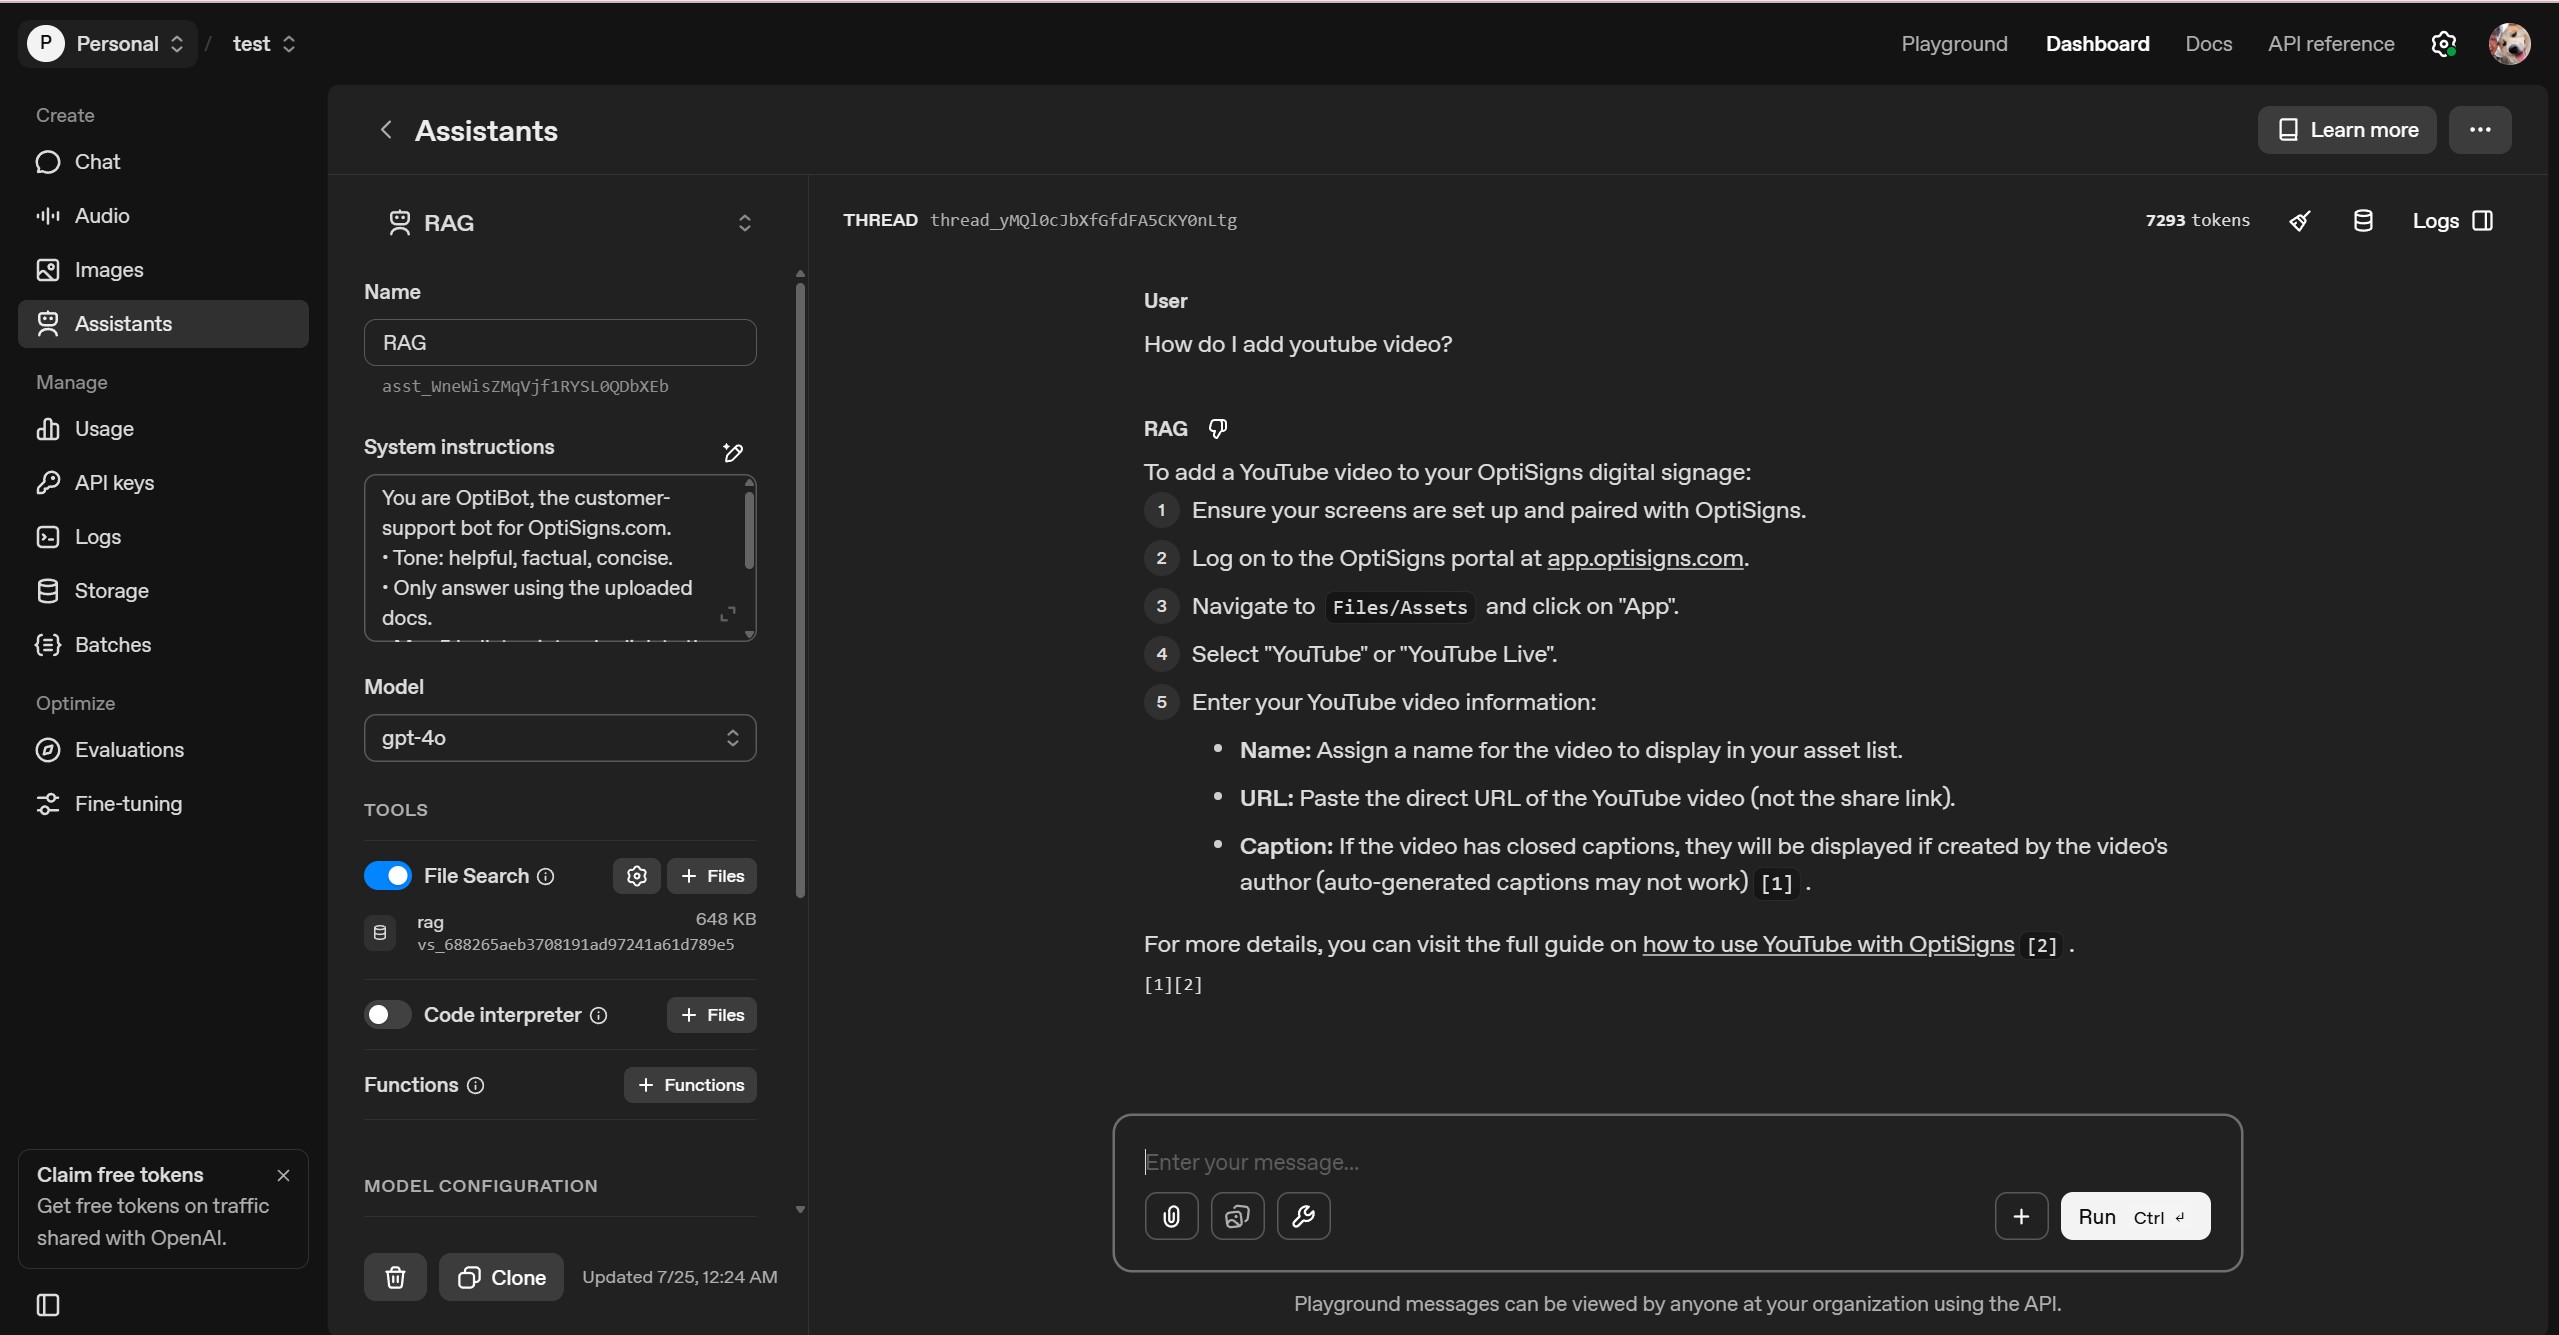 P Personal / test
Playground Dashboard Docs API reference
Create
Chat
Audio
Images
Assistants
Manage
Usage
API keys
Logs
Storage
Batches
Optimize
Evaluations
Fine-tuning
Claim free tokens
Get free tokens on traffic
shared with OpenAI.
Assistants
Learn more
RAG
Name
RAG
asst_WneWisZMqVjf1RYSL0QDbXEb
System instructions
You are OptiBot, the customer-
support bot for OptiSigns.com.
• Tone: helpful, factual, concise.
• Only answer using the uploaded
docs.
Model
gpt-4o
TOOLS
File Search + Files
rag 648 KB
vs_688265aeb3708191ad97241a61d789e5
Code interpreter + Files
Functions + Functions
MODEL CONFIGURATION
Clone Updated 7/25, 12:24 AM
THREAD thread_yMQl0cJbXfGfdFA5CKY0nLtg
7293 tokens Logs
User
How do I add youtube video?
RAG
To add a YouTube video to your OptiSigns digital signage:
1 Ensure your screens are set up and paired with OptiSigns.
2 Log on to the OptiSigns portal at app.optisigns.com.
3 Navigate to Files/Assets and click on "App".
4 Select "YouTube" or "YouTube Live".
5 Enter your YouTube video information:
• Name: Assign a name for the video to display in your asset list.
• URL: Paste the direct URL of the YouTube video (not the share link).
• Caption: If the video has closed captions, they will be displayed if created by the video's
author (auto-generated captions may not work) [1] .
For more details, you can visit the full guide on how to use YouTube with OptiSigns [2] .
[1][2]
Enter your message...
Run Ctrl ↵
Playground messages can be viewed by anyone at your organization using the API.